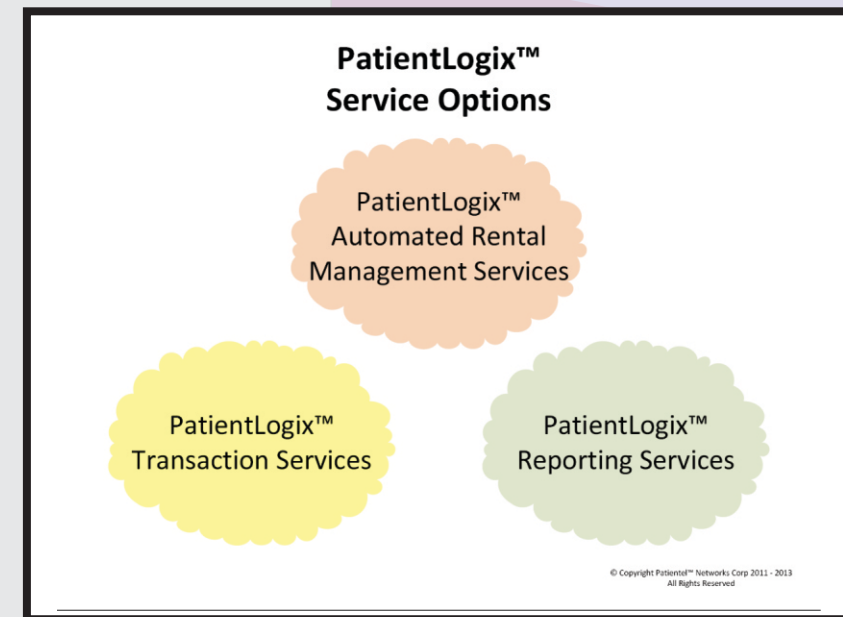 PatientLogix™
Service Options
PatientLogix™
Automated Rental
Management Services
PatientLogix™
Transaction Services
PatientLogix™
Reporting Services
© Copyright Patientel™ Networks Corp 2011 - 2013
All Rights Reserved